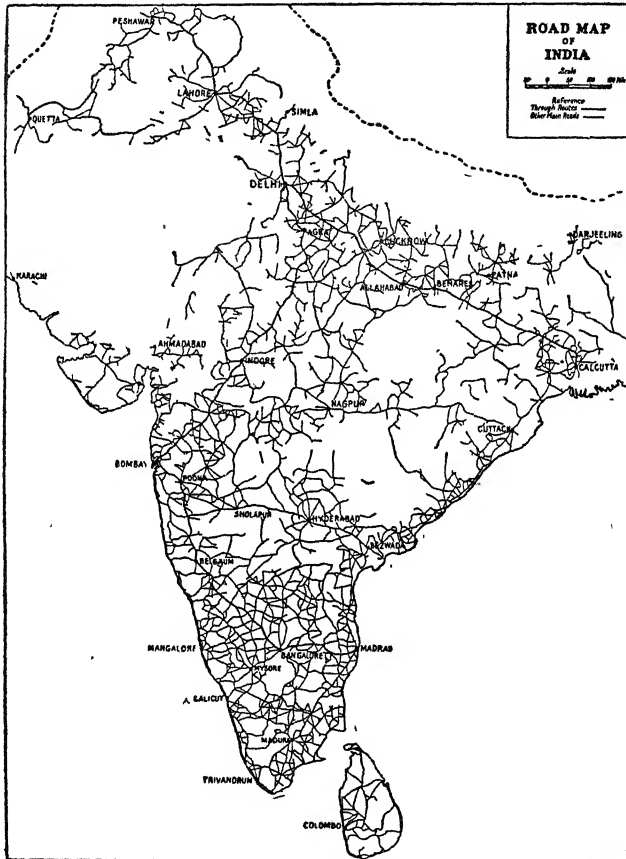 ROAD MAP
OF
INDIA
Scale
Reference
Through Routes
Other Main Roads
PESHAWAR
LAHORE
SIMLA
QUETTA
DELHI
AGRA
LUCKNOW
DARJEELING
KARACHI
ALLAHABAD
BENARES
PATNA
AHMADABAD
INDORE
CALCUTTA
NAGPUR
CUTTACK
BOMBAY
POONA
SHOLAPUR
HYDERABAD
BEZWADA
BELGAUM
MANGALORE
BANGALORE
MADRAS
MYSORE
CALICUT
MADURA
TRIVANDRUM
COLOMBO